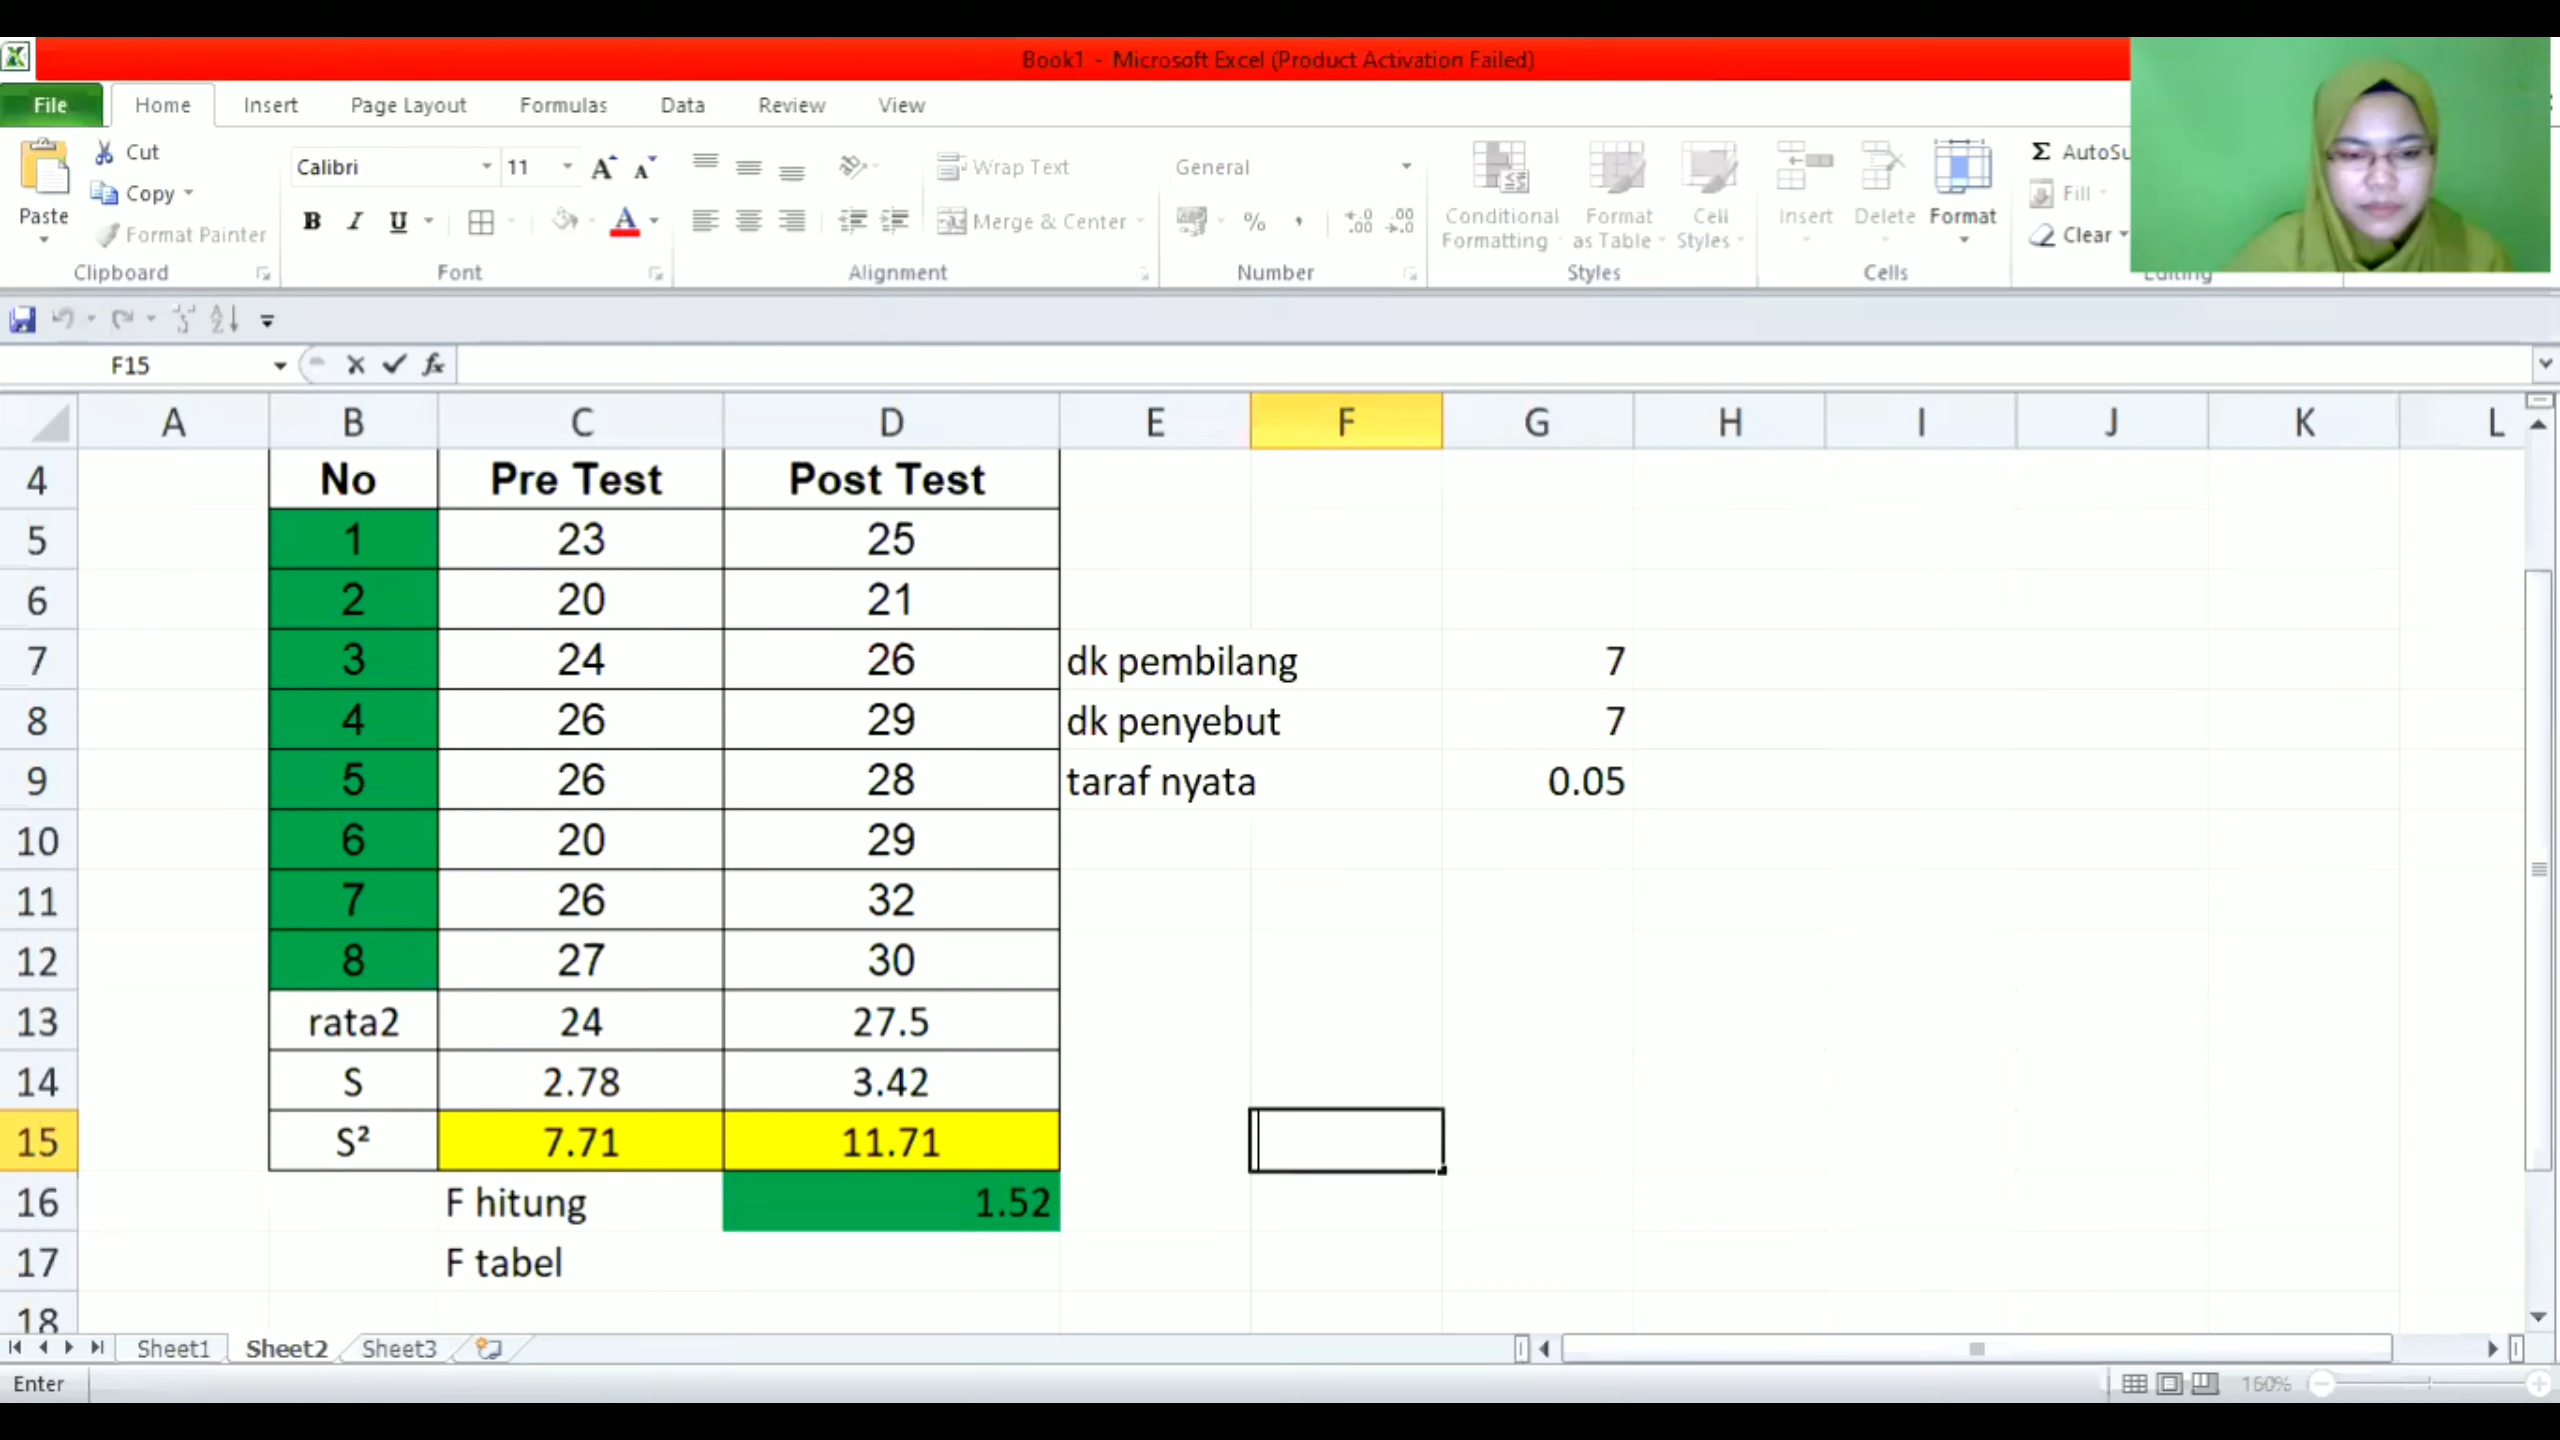 Book1 - Microsoft Excel (Product Activation Failed)
File Home Insert Page Layout Formulas Data Review View
Paste
Cut
Copy
Format Painter
Clipboard
Calibri 11
B I U A
Font
Wrap Text
Merge & Center
Alignment
General
% ,
Number
Conditional Formatting
Format as Table
Cell Styles
Styles
Insert Delete Format
Cells
Σ AutoSu
Fill
Clear
Editing
F15 fx
A B C D E F G H I J K L
4 No Pre Test Post Test
5 1 23 25
6 2 20 21
7 3 24 26 dk pembilang 7
8 4 26 29 dk penyebut 7
9 5 26 28 taraf nyata 0.05
10 6 20 29
11 7 26 32
12 8 27 30
13 rata2 24 27.5
14 S 2.78 3.42
15 S² 7.71 11.71
16 F hitung 1.52
17 F tabel
18
Sheet1 Sheet2 Sheet3
Enter 160%